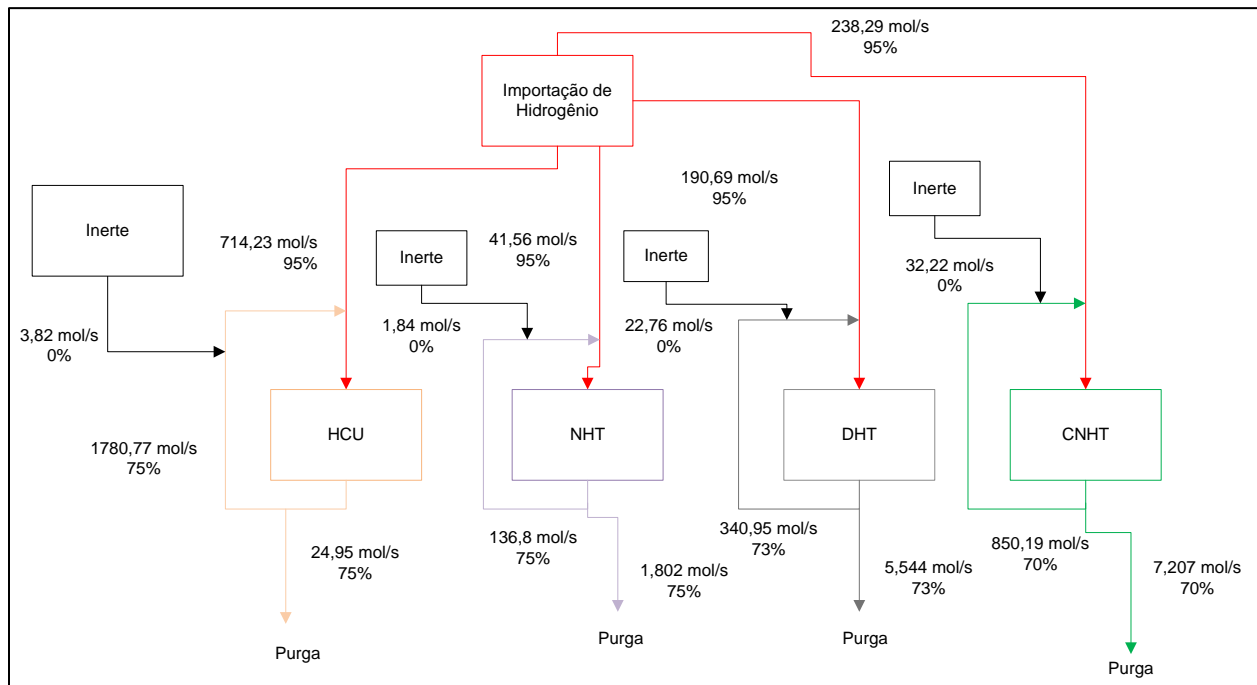 238,29 mol/s
95%
Importação de
Hidrogênio
190,69 mol/s
95%
Inerte
Inerte
714,23 mol/s
95%
Inerte
41,56 mol/s
95%
Inerte
32,22 mol/s
0%
3,82 mol/s
0%
1,84 mol/s
0%
22,76 mol/s
0%
HCU
NHT
DHT
CNHT
1780,77 mol/s
75%
136,8 mol/s
75%
340,95 mol/s
73%
850,19 mol/s
70%
24,95 mol/s
75%
1,802 mol/s
75%
5,544 mol/s
73%
7,207 mol/s
70%
Purga
Purga
Purga
Purga